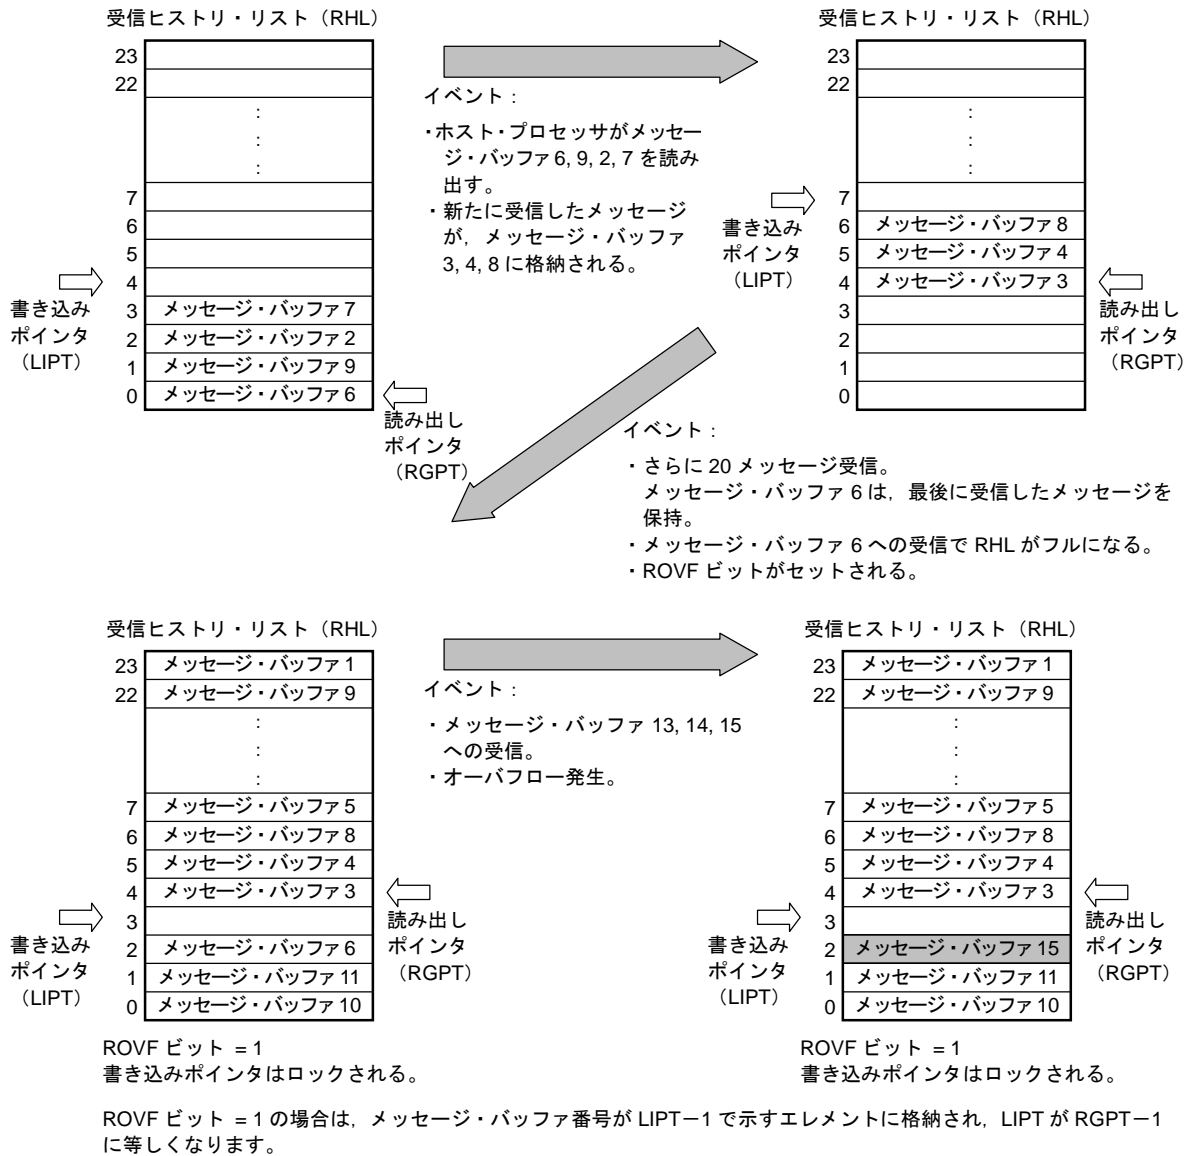 受信ヒストリ・リスト（RHL）
23
22
:
:
:
7
6
5
4
3 メッセージ・バッファ 7
2 メッセージ・バッファ 2
1 メッセージ・バッファ 9
0 メッセージ・バッファ 6
書き込み
ポインタ
（LIPT）
読み出し
ポインタ
（RGPT）
イベント：
・ホスト・プロセッサがメッセー
ジ・バッファ 6, 9, 2, 7 を読み
出す。
・新たに受信したメッセージ
が，メッセージ・バッファ
3, 4, 8 に格納される。
受信ヒストリ・リスト（RHL）
23
22
:
:
:
7
6 メッセージ・バッファ 8
5 メッセージ・バッファ 4
4 メッセージ・バッファ 3
3
2
1
0
書き込み
ポインタ
（LIPT）
読み出し
ポインタ
（RGPT）
イベント：
・さらに 20 メッセージ受信。
メッセージ・バッファ 6 は，最後に受信したメッセージを
保持。
・メッセージ・バッファ 6 への受信で RHL がフルになる。
・ROVF ビットがセットされる。
受信ヒストリ・リスト（RHL）
23 メッセージ・バッファ 1
22 メッセージ・バッファ 9
:
:
:
7 メッセージ・バッファ 5
6 メッセージ・バッファ 8
5 メッセージ・バッファ 4
4 メッセージ・バッファ 3
3
2 メッセージ・バッファ 6
1 メッセージ・バッファ 11
0 メッセージ・バッファ 10
書き込み
ポインタ
（LIPT）
読み出し
ポインタ
（RGPT）
ROVF ビット = 1
書き込みポインタはロックされる。
イベント：
・メッセージ・バッファ 13, 14, 15
への受信。
・オーバフロー発生。
受信ヒストリ・リスト（RHL）
23 メッセージ・バッファ 1
22 メッセージ・バッファ 9
:
:
:
7 メッセージ・バッファ 5
6 メッセージ・バッファ 8
5 メッセージ・バッファ 4
4 メッセージ・バッファ 3
3
2 メッセージ・バッファ 15
1 メッセージ・バッファ 11
0 メッセージ・バッファ 10
書き込み
ポインタ
（LIPT）
読み出し
ポインタ
（RGPT）
ROVF ビット = 1
書き込みポインタはロックされる。
ROVF ビット = 1 の場合は，メッセージ・バッファ番号が LIPT－1 で示すエレメントに格納され，LIPT が RGPT－1
に等しくなります。